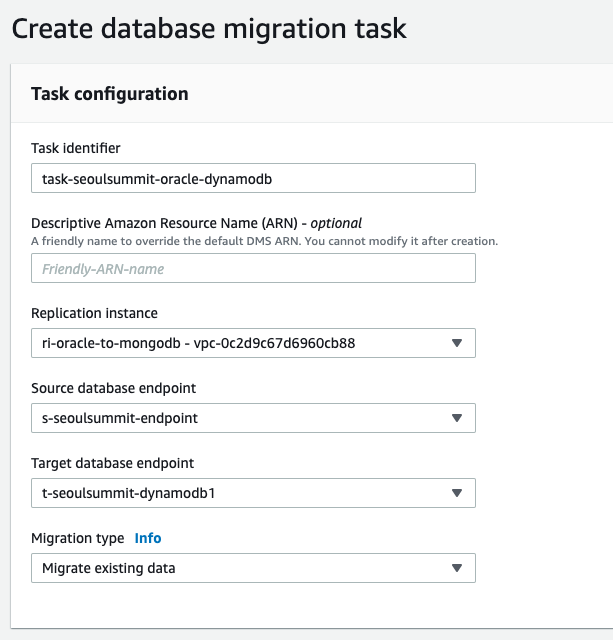 Create database migration task
Task configuration
Task identifier
task-seoulsummit-oracle-dynamodb
Descriptive Amazon Resource Name (ARN) - optional
A friendly name to override the default DMS ARN. You cannot modify it after creation.
Friendly-ARN-name
Replication instance
ri-oracle-to-mongodb - vpc-0c2d9c67d6960cb88
Source database endpoint
s-seoulsummit-endpoint
Target database endpoint
t-seoulsummit-dynamodb1
Migration type Info
Migrate existing data